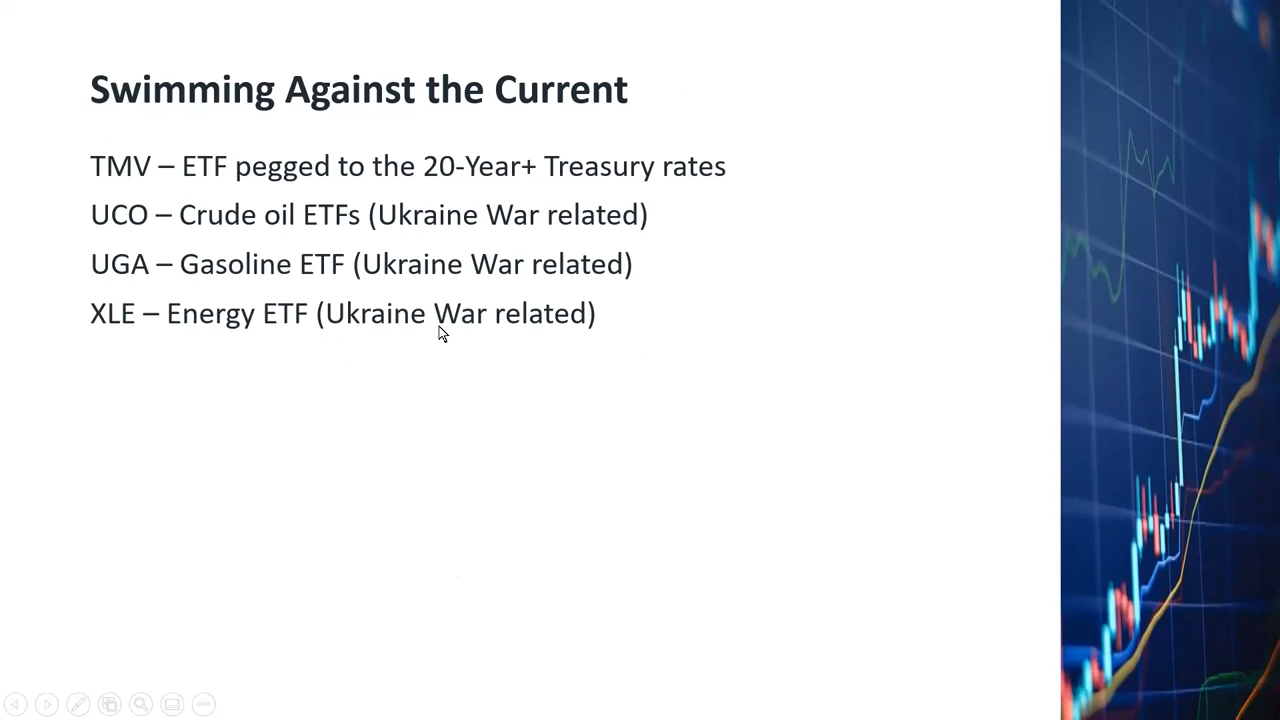 Swimming Against the Current
TMV – ETF pegged to the 20-Year+ Treasury rates
UCO – Crude oil ETFs (Ukraine War related)
UGA – Gasoline ETF (Ukraine War related)
XLE – Energy ETF (Ukraine War related)